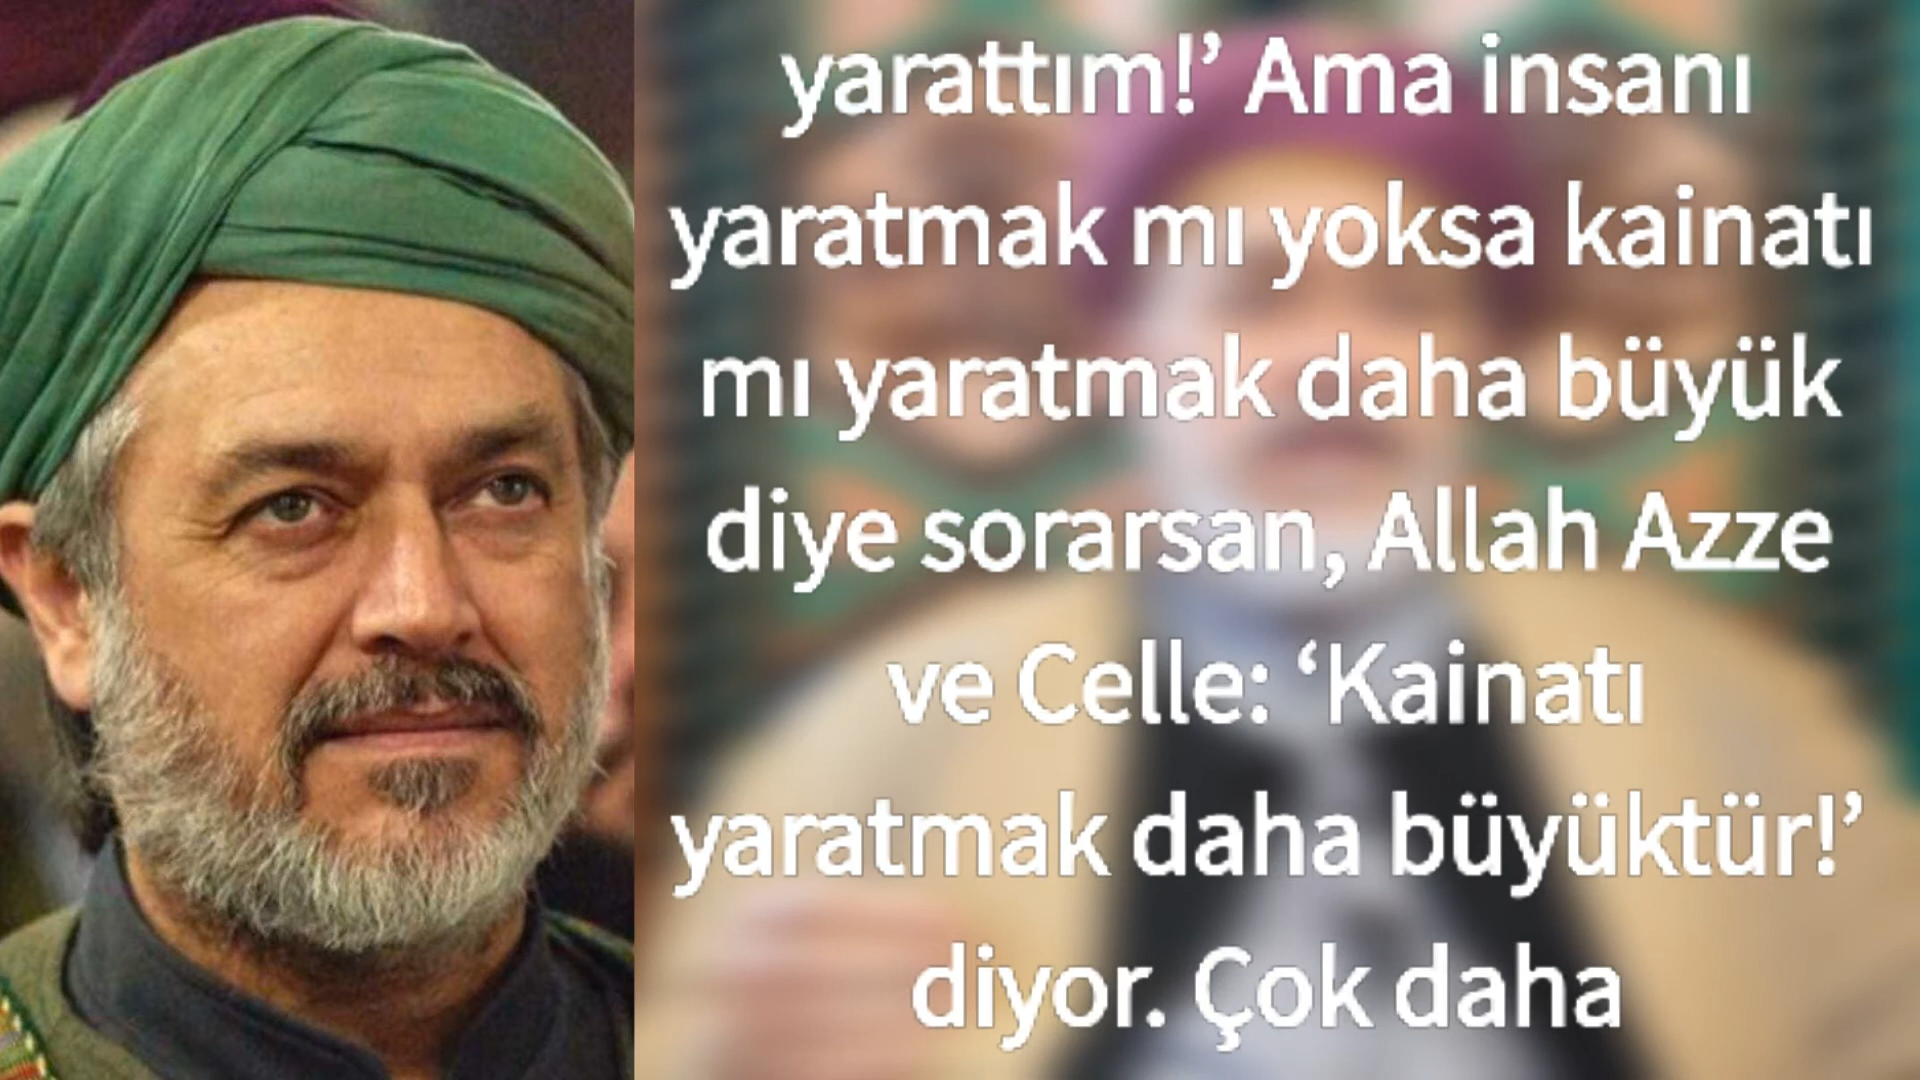 yarattım!’ Ama insanı
yaratmak mı yoksa kainatı
mı yaratmak daha büyük
diye sorarsan, Allah Azze
ve Celle: ‘Kainatı
yaratmak daha büyüktür!’
diyor. Çok daha